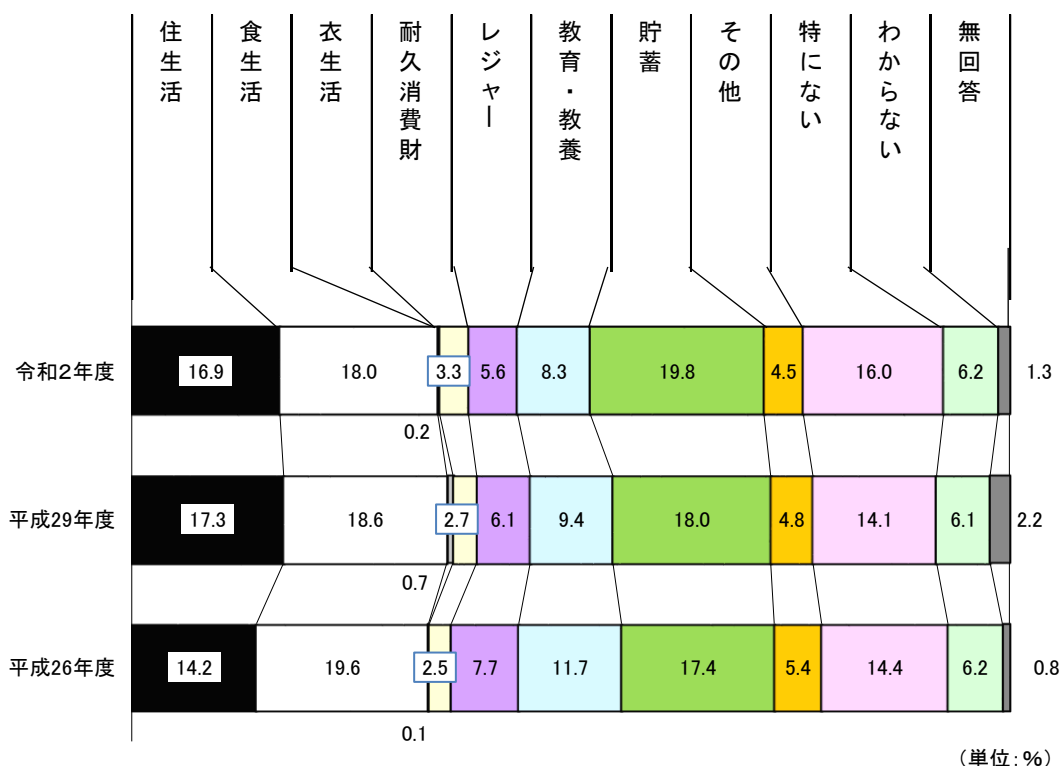 住生活
食生活
衣生活
耐久消費財
レジャー
教育・教養
貯蓄
その他
特にない
わからない
無回答
令和2年度
16.9
18.0
3.3
5.6
8.3
19.8
4.5
16.0
6.2
1.3
0.2
平成29年度
17.3
18.6
2.7
6.1
9.4
18.0
4.8
14.1
6.1
2.2
0.7
平成26年度
14.2
19.6
2.5
7.7
11.7
17.4
5.4
14.4
6.2
0.8
0.1
（単位：%）